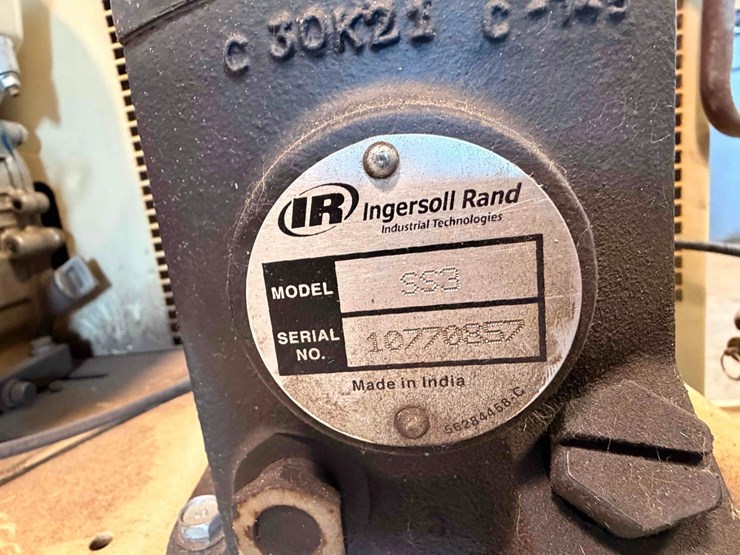 C 30K21
IR Ingersoll Rand
Industrial Technologies
MODEL SS3
SERIAL NO. 10770857
Made in India
56284458-C